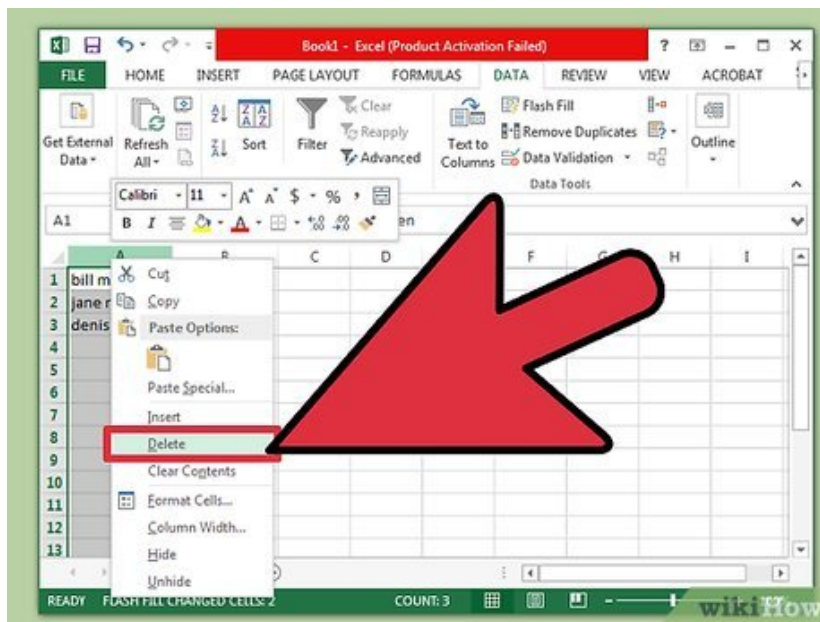 Book1 - Excel (Product Activation Failed)
FILE HOME INSERT PAGE LAYOUT FORMULAS DATA REVIEW VIEW ACROBAT
Get External Data
Refresh All
Sort
Filter
Clear
Reapply
Advanced
Text to Columns
Flash Fill
Remove Duplicates
Data Validation
Data Tools
Outline
Calibri 11 A A $ % ,
B I A
A1
en
A B C D F G H I
1 bill m
2 jane r
3 denis
4
5
6
7
8
9
10
11
12
13
Cut
Copy
Paste Options:
Paste Special...
Insert
Delete
Clear Contents
Format Cells...
Column Width...
Hide
Unhide
READY FLASH FILL CHANGED CELLS: 2 COUNT: 3
wikiHow